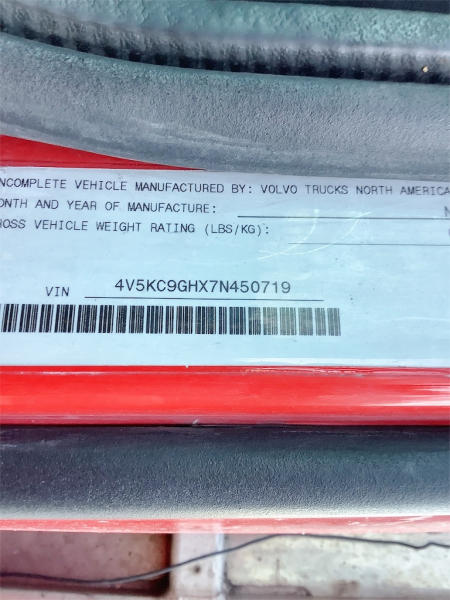 NCOMPLETE VEHICLE MANUFACTURED BY: VOLVO TRUCKS NORTH AMERICA
ONTH AND YEAR OF MANUFACTURE:
ROSS VEHICLE WEIGHT RATING (LBS/KG):
VIN 4V5KC9GHX7N450719